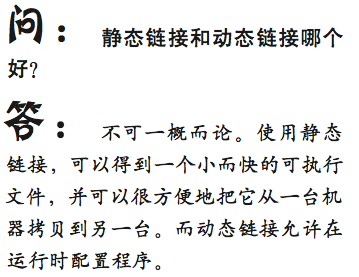 问：静态链接和动态链接哪个
好？
答：不可一概而论。使用静态
链接，可以得到一个小而快的可执行
文件，并可以很方便地把它从一台机
器拷贝到另一台。而动态链接允许在
运行时配置程序。